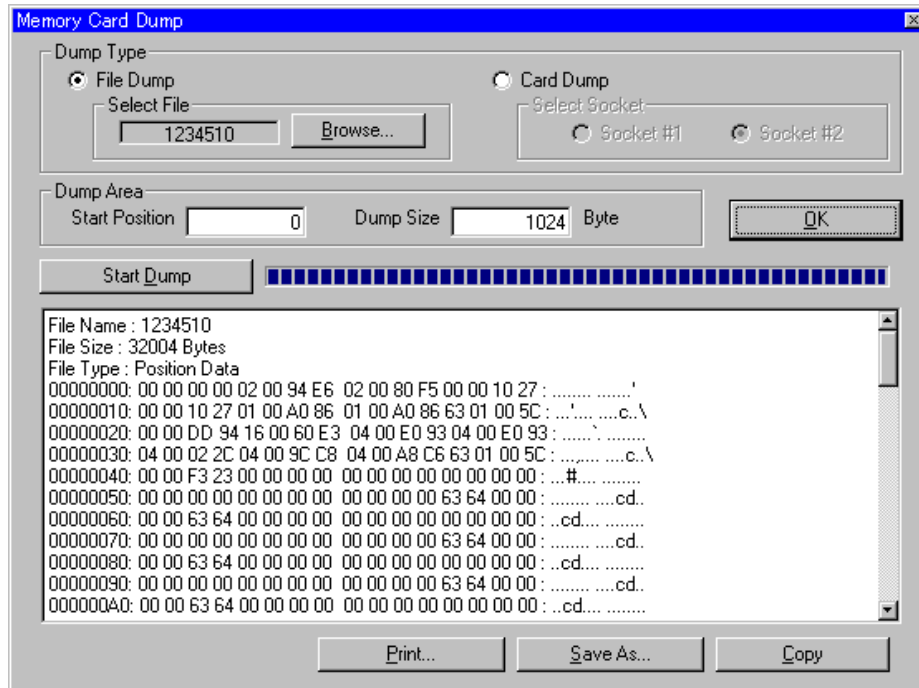 Memory Card Dump
Dump Type
File Dump
Card Dump
Select File
Select Socket
1234510
Browse...
Socket #1
Socket #2
Dump Area
Start Position 0 Dump Size 1024 Byte
OK
Start Dump
File Name : 1234510
File Size : 32004 Bytes
File Type : Position Data
00000000: 00 00 00 00 02 00 94 E6  02 00 80 F5 00 00 10 27 : ........ .......'
00000010: 00 00 10 27 01 00 A0 86  01 00 A0 86 63 01 00 5C : ...'.... ....c..\
00000020: 00 00 DD 94 16 00 60 E3  04 00 E0 93 04 00 E0 93 : ......`. ........
00000030: 04 00 02 2C 04 00 9C C8  04 00 A8 C6 63 01 00 5C : ...,.... ....c..\
00000040: 00 00 F3 23 00 00 00 00  00 00 00 00 00 00 00 00 : ...#.... ........
00000050: 00 00 00 00 00 00 00 00  00 00 00 00 63 64 00 00 : ........ ....cd..
00000060: 00 00 63 64 00 00 00 00  00 00 00 00 00 00 00 00 : ..cd.... ........
00000070: 00 00 00 00 00 00 00 00  00 00 00 00 63 64 00 00 : ........ ....cd..
00000080: 00 00 63 64 00 00 00 00  00 00 00 00 00 00 00 00 : ..cd.... ........
00000090: 00 00 00 00 00 00 00 00  00 00 00 00 63 64 00 00 : ........ ....cd..
000000A0: 00 00 63 64 00 00 00 00  00 00 00 00 00 00 00 00 : ..cd.... ........
Print...
Save As...
Copy